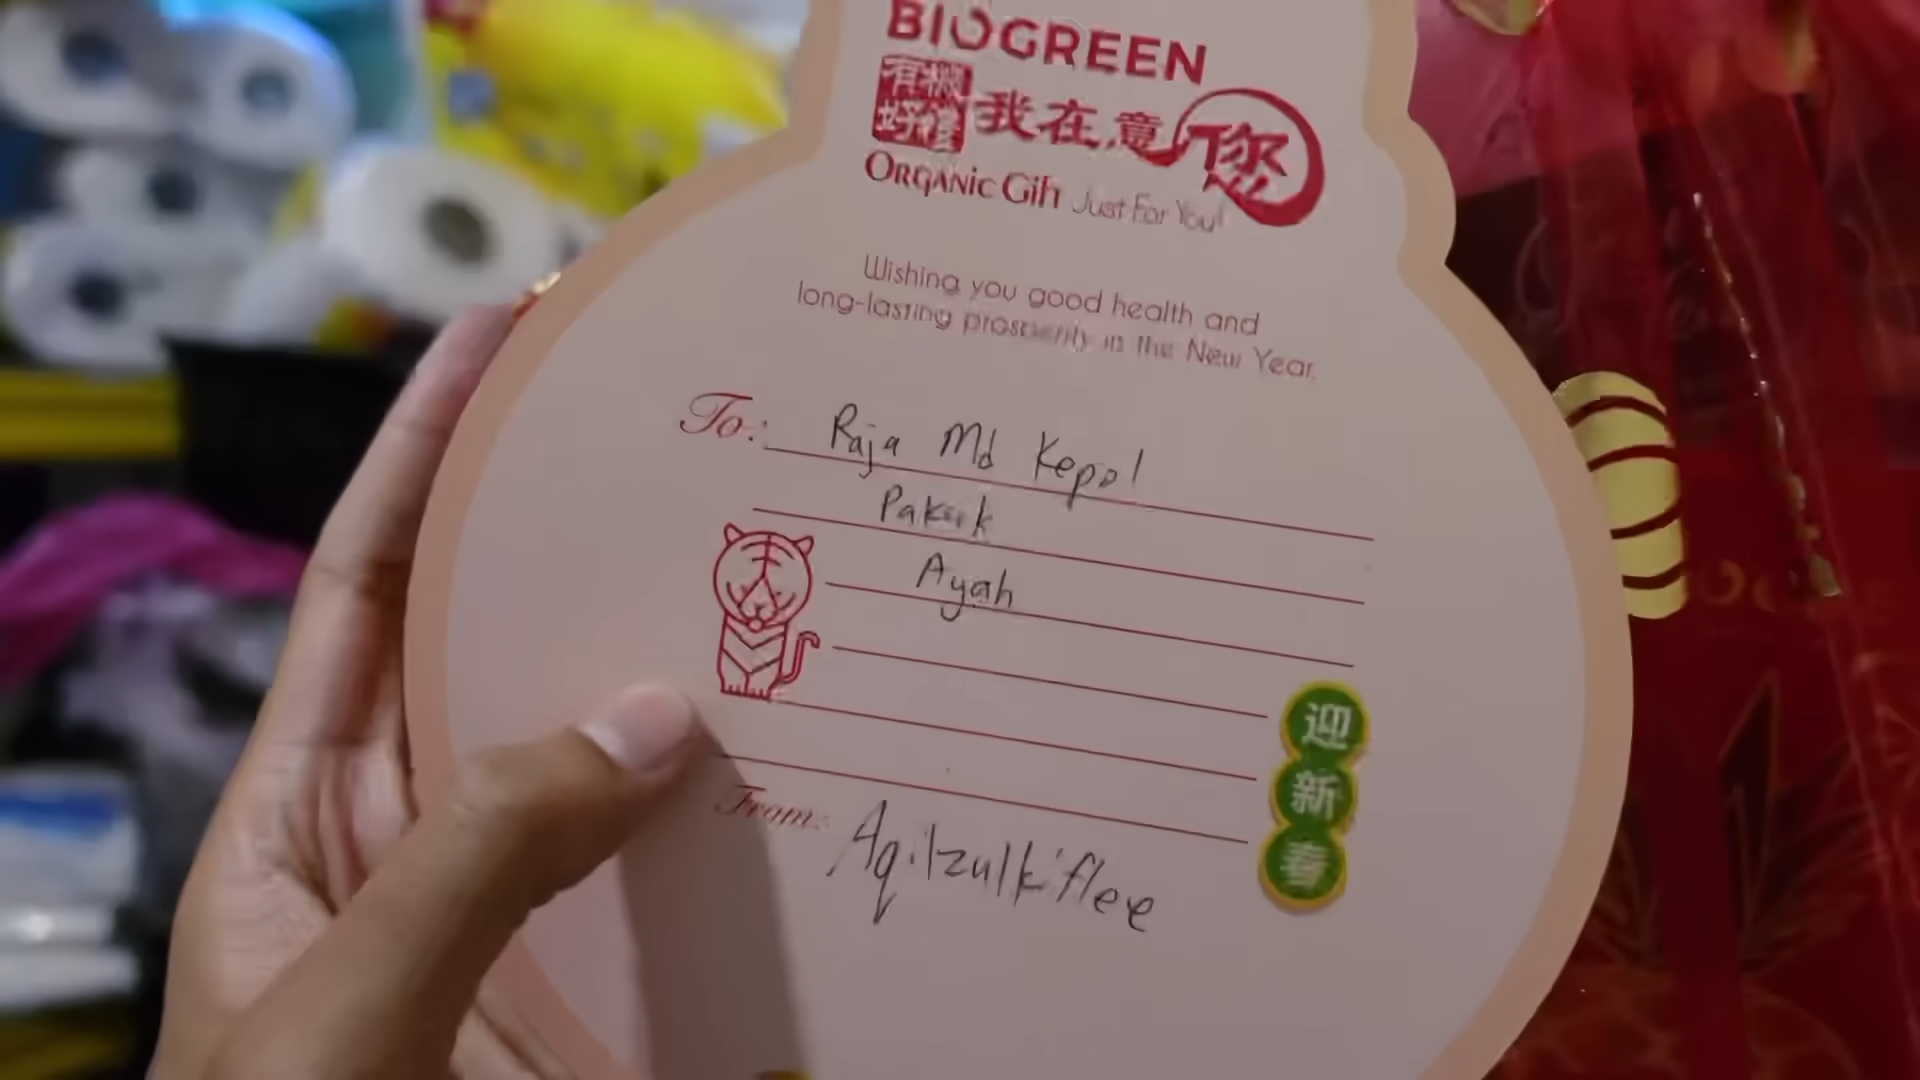 BIOGREEN
有機好禮 我在意您
ORGANIC Gift Just For You!
Wishing you good health and
long-lasting prosperity in the New Year.
To: Raja Md Kepol
Pakcik
Ayah
From: Aqilzulkiflee
迎
新
春